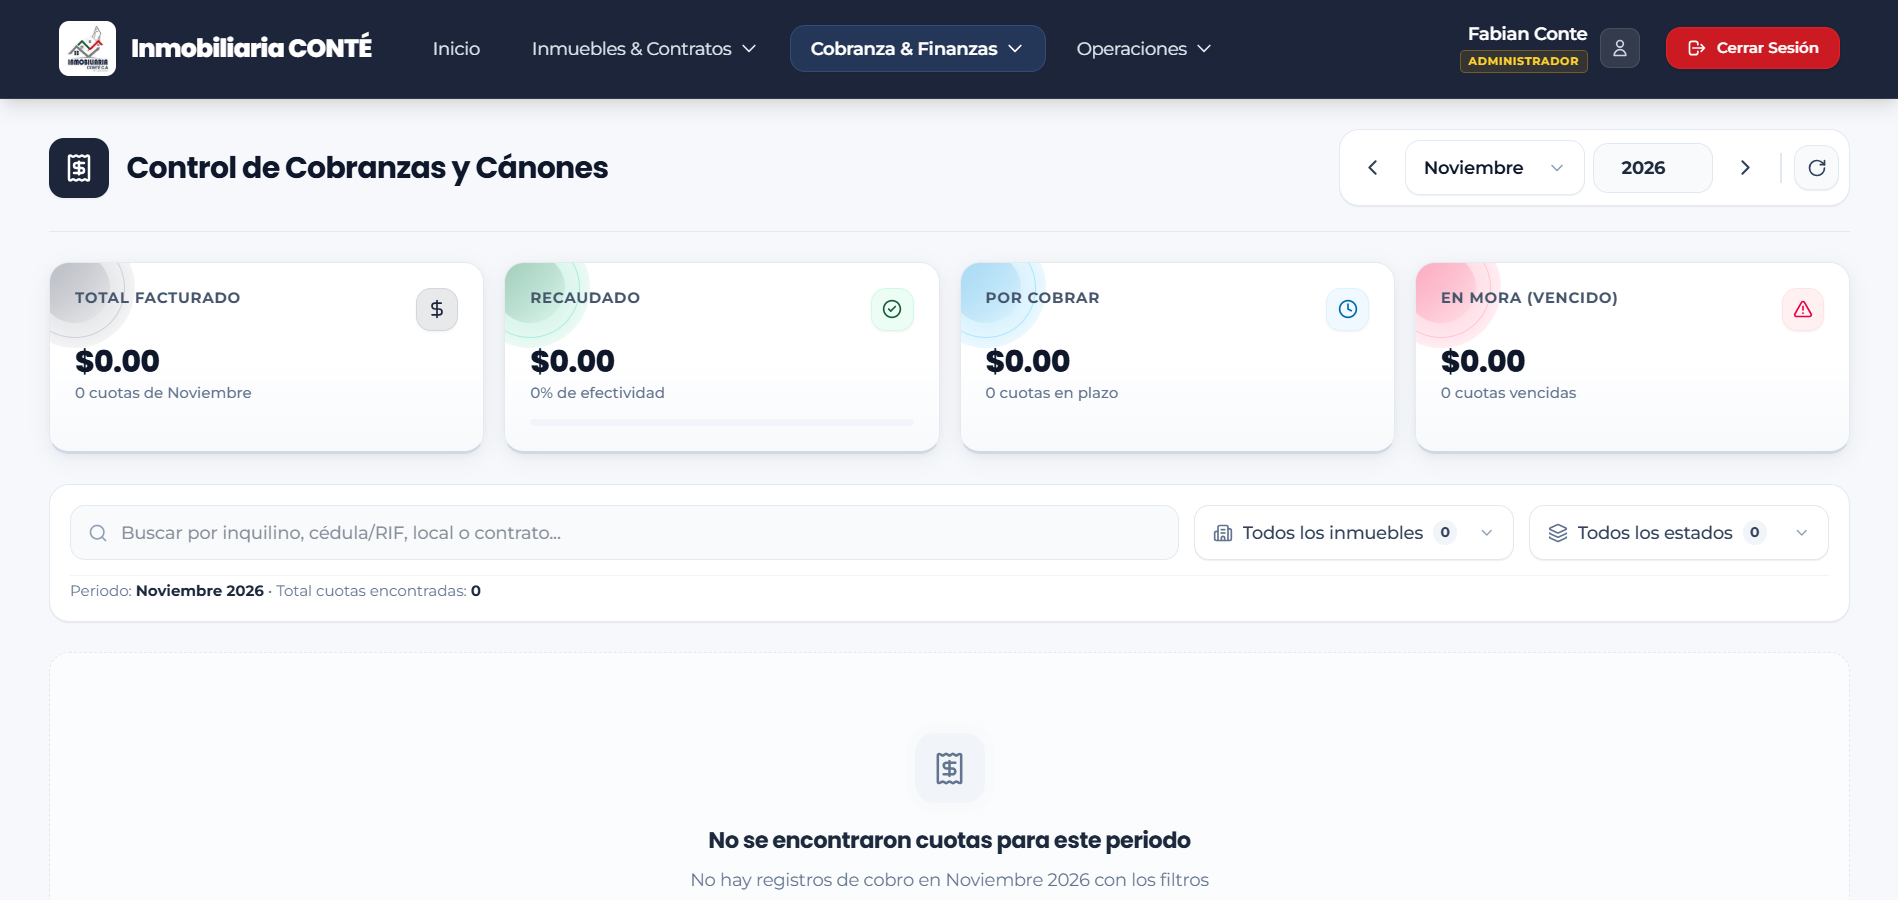 INMOBILIARIA
Inmobiliaria CONTÉ
Inicio
Inmuebles & Contratos
Cobranza & Finanzas
Operaciones
Fabian Conte
ADMINISTRADOR
Cerrar Sesión
Control de Cobranzas y Cánones
Noviembre
2026
TOTAL FACTURADO
$0.00
0 cuotas de Noviembre
RECAUDADO
$0.00
0% de efectividad
POR COBRAR
$0.00
0 cuotas en plazo
EN MORA (VENCIDO)
$0.00
0 cuotas vencidas
Buscar por inquilino, cédula/RIF, local o contrato...
Todos los inmuebles 0
Todos los estados 0
Periodo: Noviembre 2026 • Total cuotas encontradas: 0
No se encontraron cuotas para este periodo
No hay registros de cobro en Noviembre 2026 con los filtros